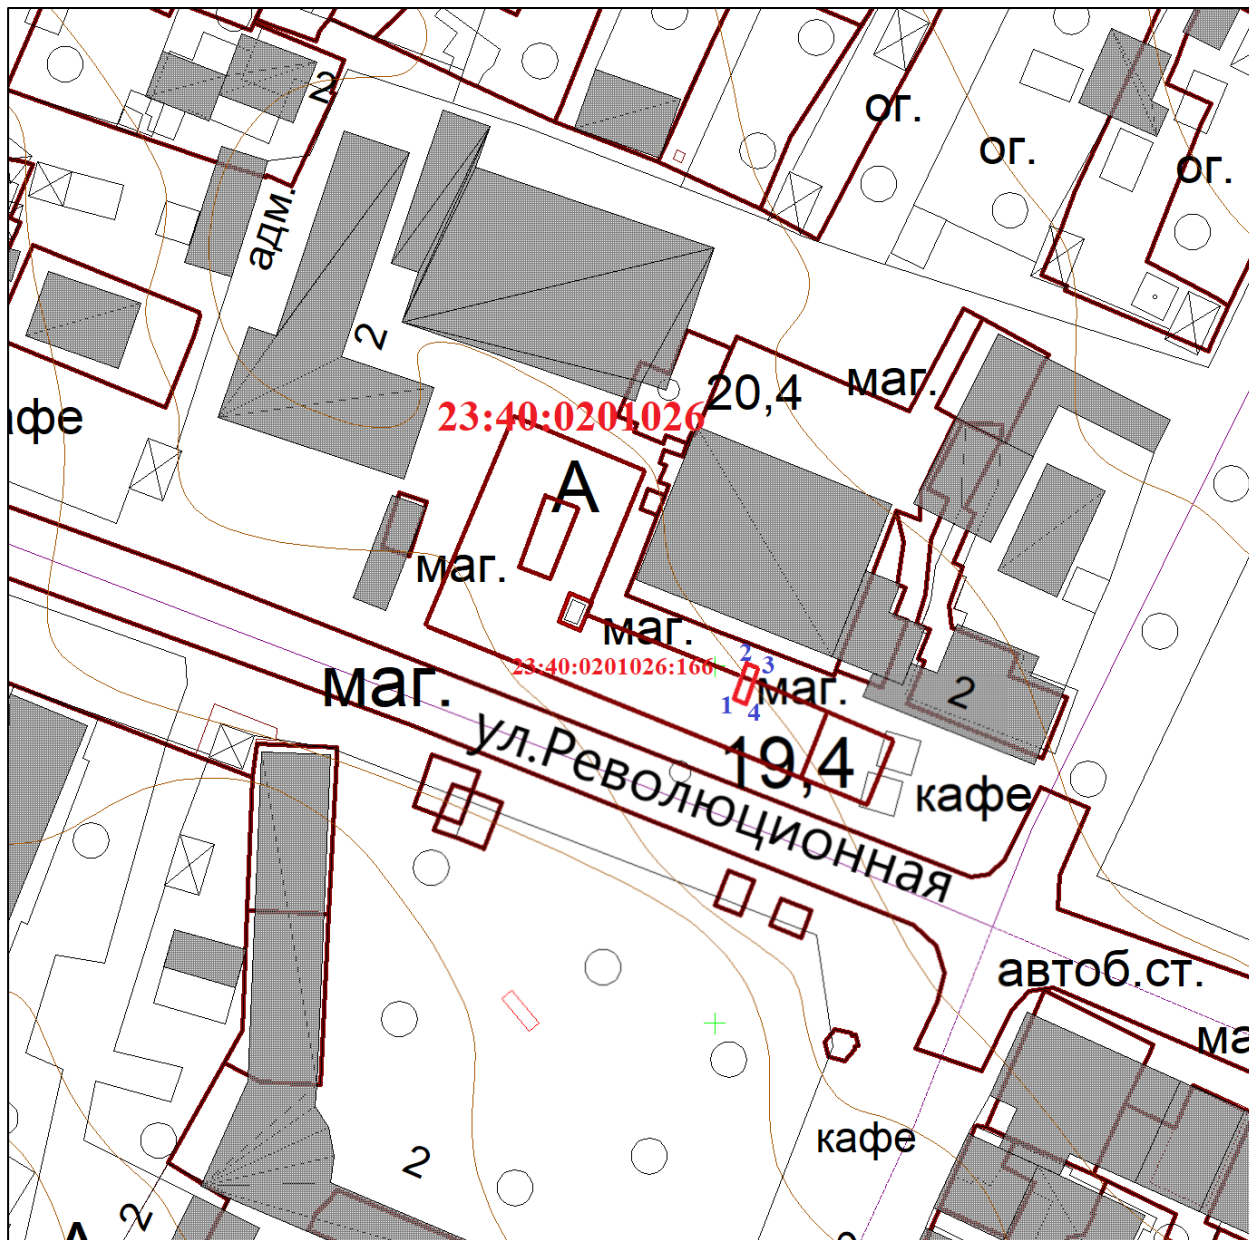 2
ог.
ог.
ог.
адм.
2
20,4
маг.
афе
23:40:0201026
А
маг.
маг.
23:40:0201026:166
2
3
1
4
маг.
маг.
2
ул.Революционная
19,4
кафе
автоб.ст.
ма
кафе
2
2
А